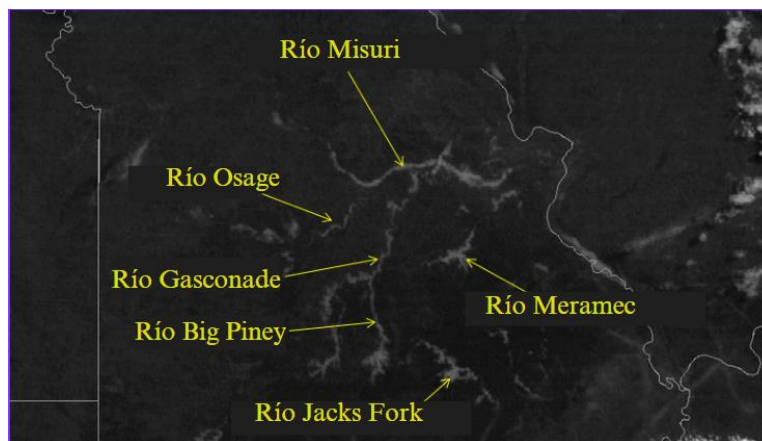 Río Misuri
Río Osage
Río Gasconade
Río Meramec
Río Big Piney
Río Jacks Fork